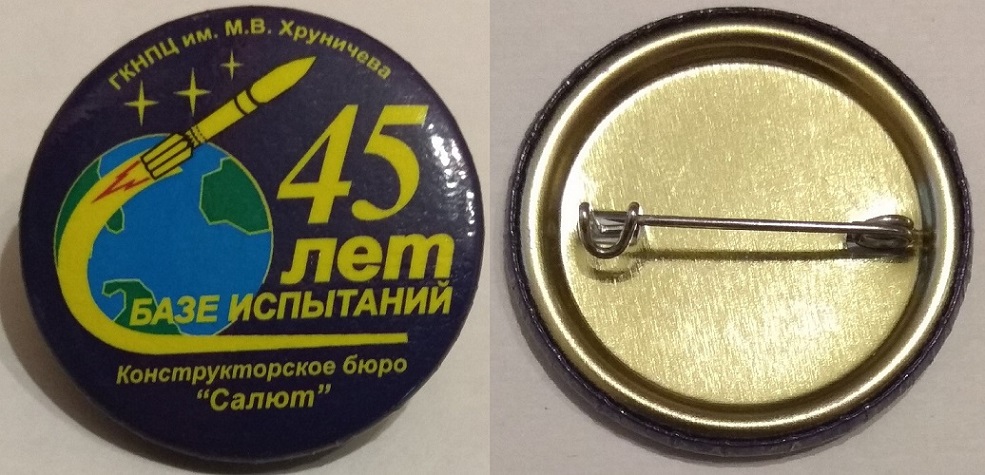 ГКНПЦ им. М.В. Хруничева
45
лет
БАЗЕ ИСПЫТАНИЙ
Конструкторское бюро
“Салют”